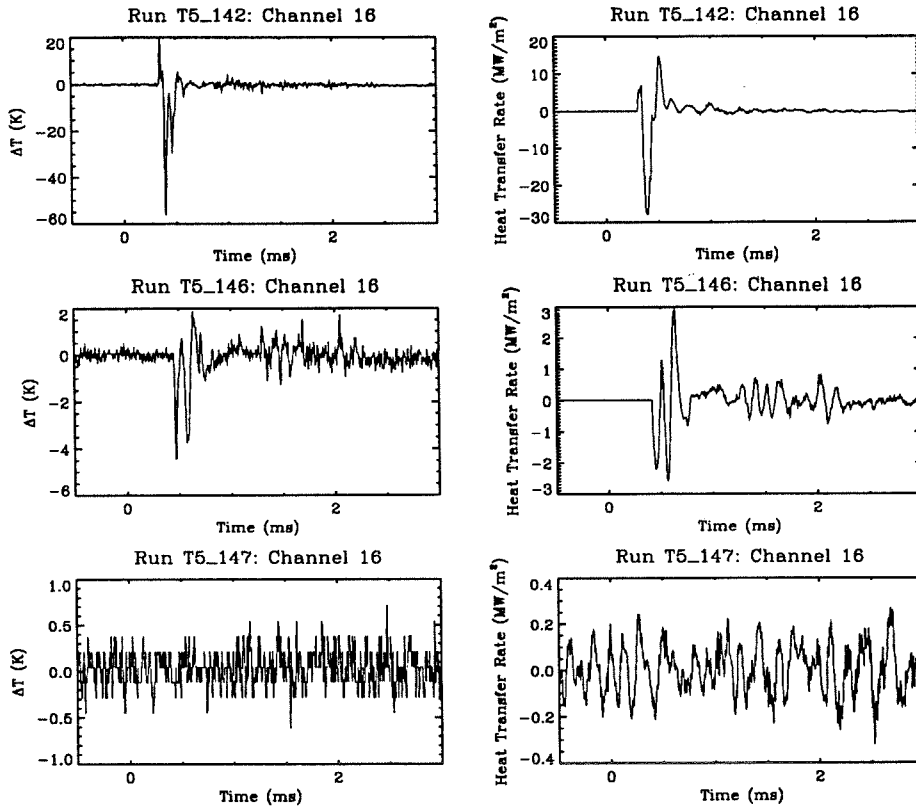 Run T5_142: Channel 16
ΔT (K)
20
0
−20
−40
−60
0
2
Time (ms)
Run T5_142: Channel 16
Heat Transfer Rate (MW/m²)
20
10
0
−10
−20
−30
0
2
Time (ms)
Run T5_146: Channel 16
ΔT (K)
2
0
−2
−4
−6
0
2
Time (ms)
Run T5_146: Channel 16
Heat Transfer Rate (MW/m²)
3
2
1
0
−1
−2
−3
0
2
Time (ms)
Run T5_147: Channel 16
ΔT (K)
1.0
0.5
0.0
−0.5
−1.0
0
2
Time (ms)
Run T5_147: Channel 16
Heat Transfer Rate (MW/m²)
0.4
0.2
0.0
−0.2
−0.4
0
2
Time (ms)